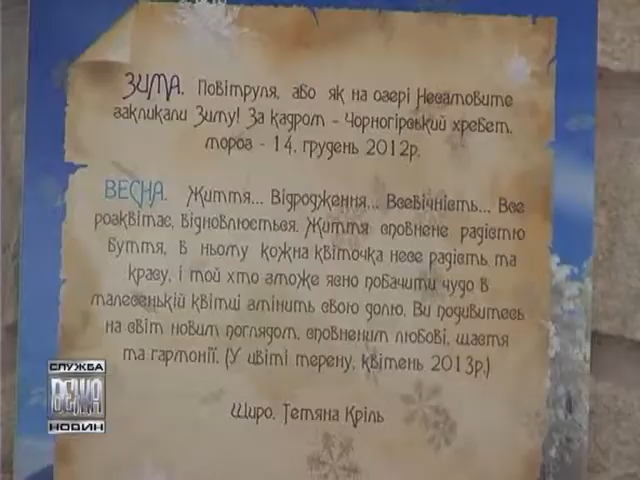 ЗИМА. Повітруля, або як на озері Несамовите
закликали Зиму! За кадром - Чорногірський хребет,
мороз - 14, грудень 2012р.
ВЕСНА. Життя... Відродження... Всевічність... Все
розквітає, відновлюється. Життя сповнене радістю
буття, в ньому кожна квіточка несе радість та
красу, і той хто зможе ясно побачити чудо в
малесенькій квітці змінить свою долю. Ви подивитесь
на світ новим поглядом, сповненим любові, щастя
та гармонії. (У цвіті терену, квітень 2013р.)
Щиро, Тетяна Кріль
СЛУЖБА
ВЕЖА
НОВИН